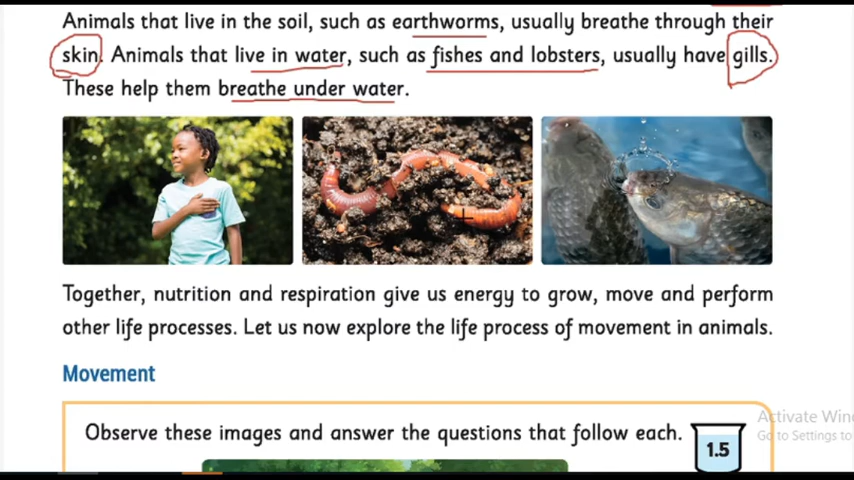 Animals that live in the soil, such as earthworms, usually breathe through their
skin. Animals that live in water, such as fishes and lobsters, usually have gills.
These help them breathe under water.
Together, nutrition and respiration give us energy to grow, move and perform
other life processes. Let us now explore the life process of movement in animals.
Movement
Observe these images and answer the questions that follow each.
1.5
Activate Win
Go to Settings to